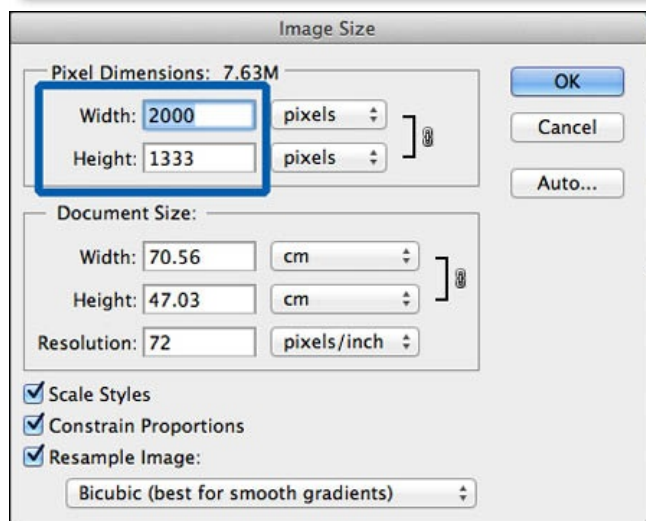 Image Size
Pixel Dimensions: 7.63M
OK
Width: 2000 pixels
Cancel
Height: 1333 pixels
Auto...
Document Size:
Width: 70.56 cm
Height: 47.03 cm
Resolution: 72 pixels/inch
Scale Styles
Constrain Proportions
Resample Image:
Bicubic (best for smooth gradients)